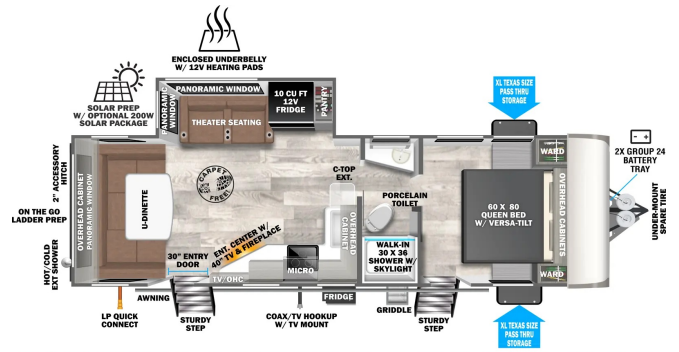 ENCLOSED UNDERBELLY
W/ 12V HEATING PADS
SOLAR PREP
W/ OPTIONAL 200W
SOLAR PACKAGE
PANORAMIC
WINDOW
PANORAMIC WINDOW
THEATER SEATING
10 CU FT
12V
FRIDGE
PANTRY
XL TEXAS SIZE
PASS THRU
STORAGE
2" ACCESSORY
HITCH
ON THE GO
LADDER PREP
HOT/COLD
EXT SHOWER
OVERHEAD CABINET
PANORAMIC WINDOW
U-DINETTE
CARPET
FREE!
C-TOP
EXT.
PORCELAIN
TOILET
WARD
60 X 80
QUEEN BED
W/ VERSA-TILT
OVERHEAD CABINETS
WARD
2X GROUP 24
BATTERY
TRAY
UNDER-MOUNT
SPARE TIRE
30" ENTRY
DOOR
ENT. CENTER W/
40" TV & FIREPLACE
TV/OHC
MICRO
OVERHEAD
CABINET
WALK-IN
30 X 36
SHOWER W/
SKYLIGHT
LP QUICK
CONNECT
AWNING
STURDY
STEP
COAX/TV HOOKUP
W/ TV MOUNT
FRIDGE
GRIDDLE
STURDY
STEP
XL TEXAS SIZE
PASS THRU
STORAGE